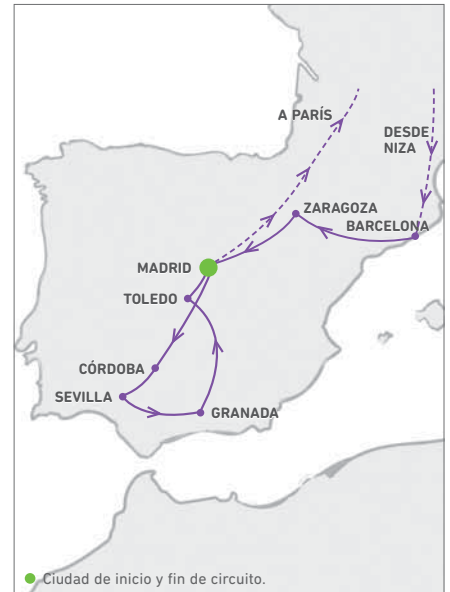 A PARÍS
DESDE
NIZA
ZARAGOZA
BARCELONA
MADRID
TOLEDO
CÓRDOBA
SEVILLA
GRANADA
Ciudad de inicio y fin de circuito.